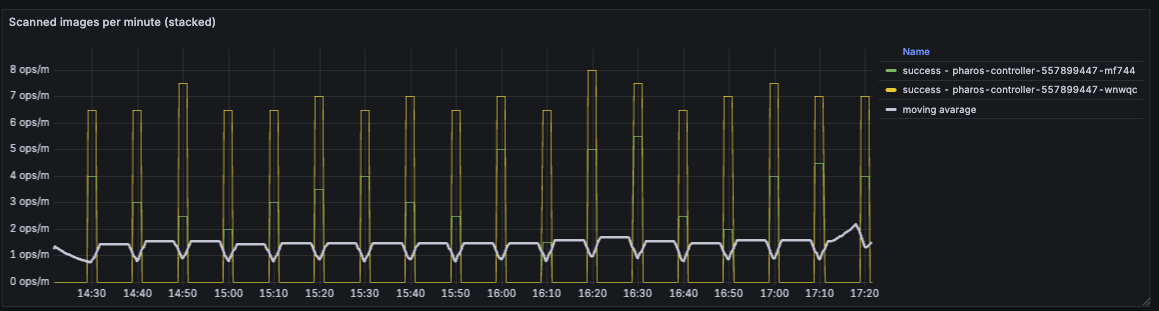 Scanned images per minute (stacked)
8 ops/m
7 ops/m
6 ops/m
5 ops/m
4 ops/m
3 ops/m
2 ops/m
1 ops/m
0 ops/m
14:30 14:40 14:50 15:00 15:10 15:20 15:30 15:40 15:50 16:00 16:10 16:20 16:30 16:40 16:50 17:00 17:10 17:20
Name
success - pharos-controller-557899447-mf744
success - pharos-controller-557899447-wnwqc
moving avarage